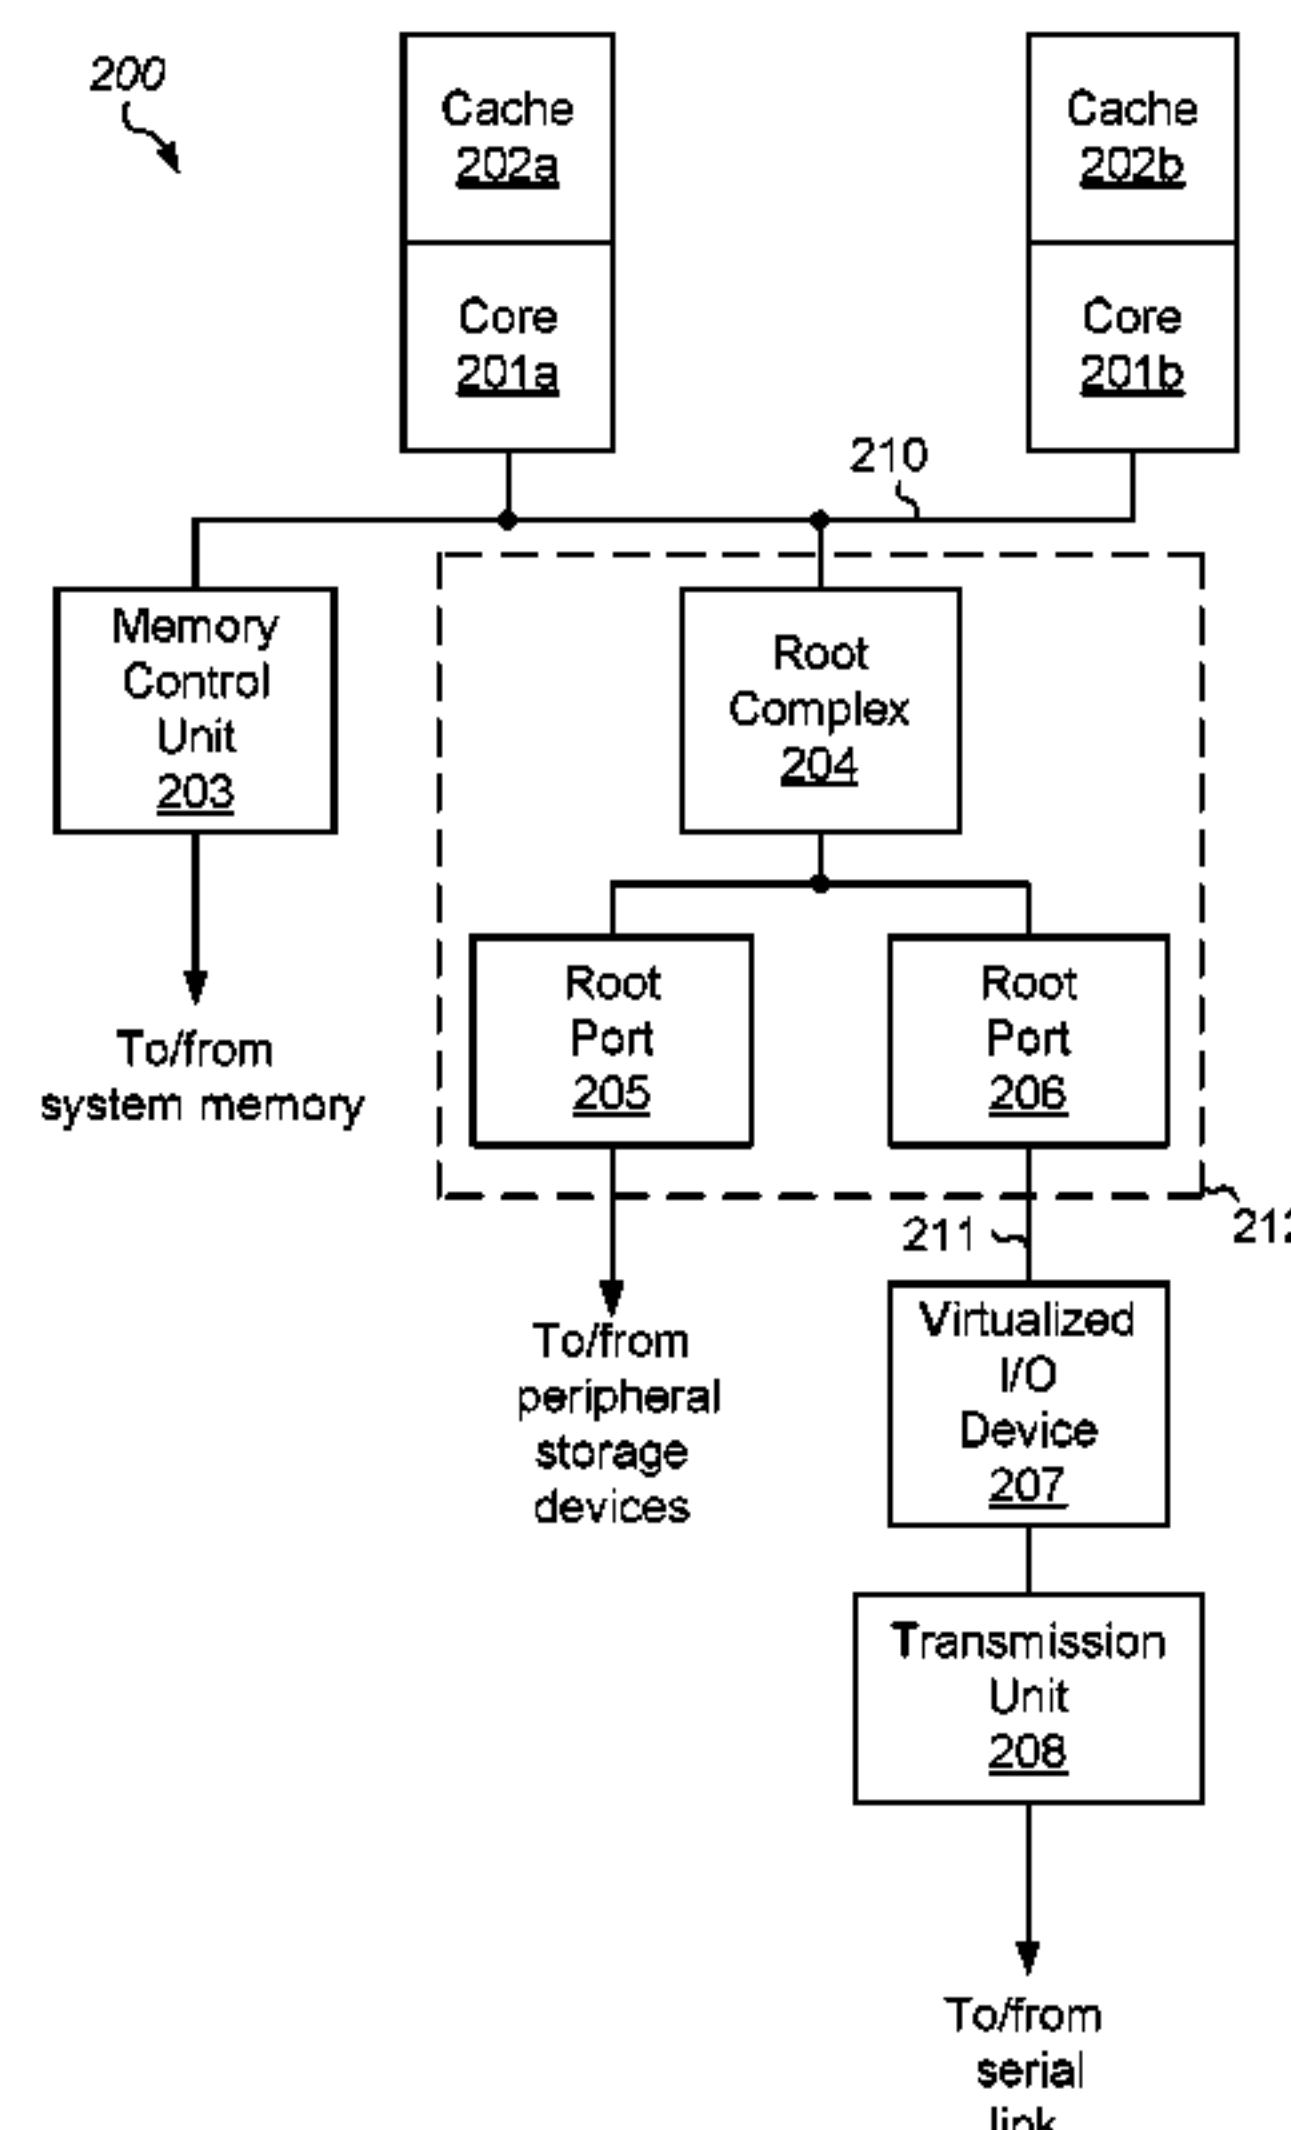 200
Cache
202a
Core
201a
Cache
202b
Core
201b
210
Memory
Control
Unit
203
To/from
system memory
Root
Complex
204
Root
Port
205
Root
Port
206
211
To/from
peripheral
storage
devices
Virtualized
I/O
Device
207
Transmission
Unit
208
To/from
serial
link